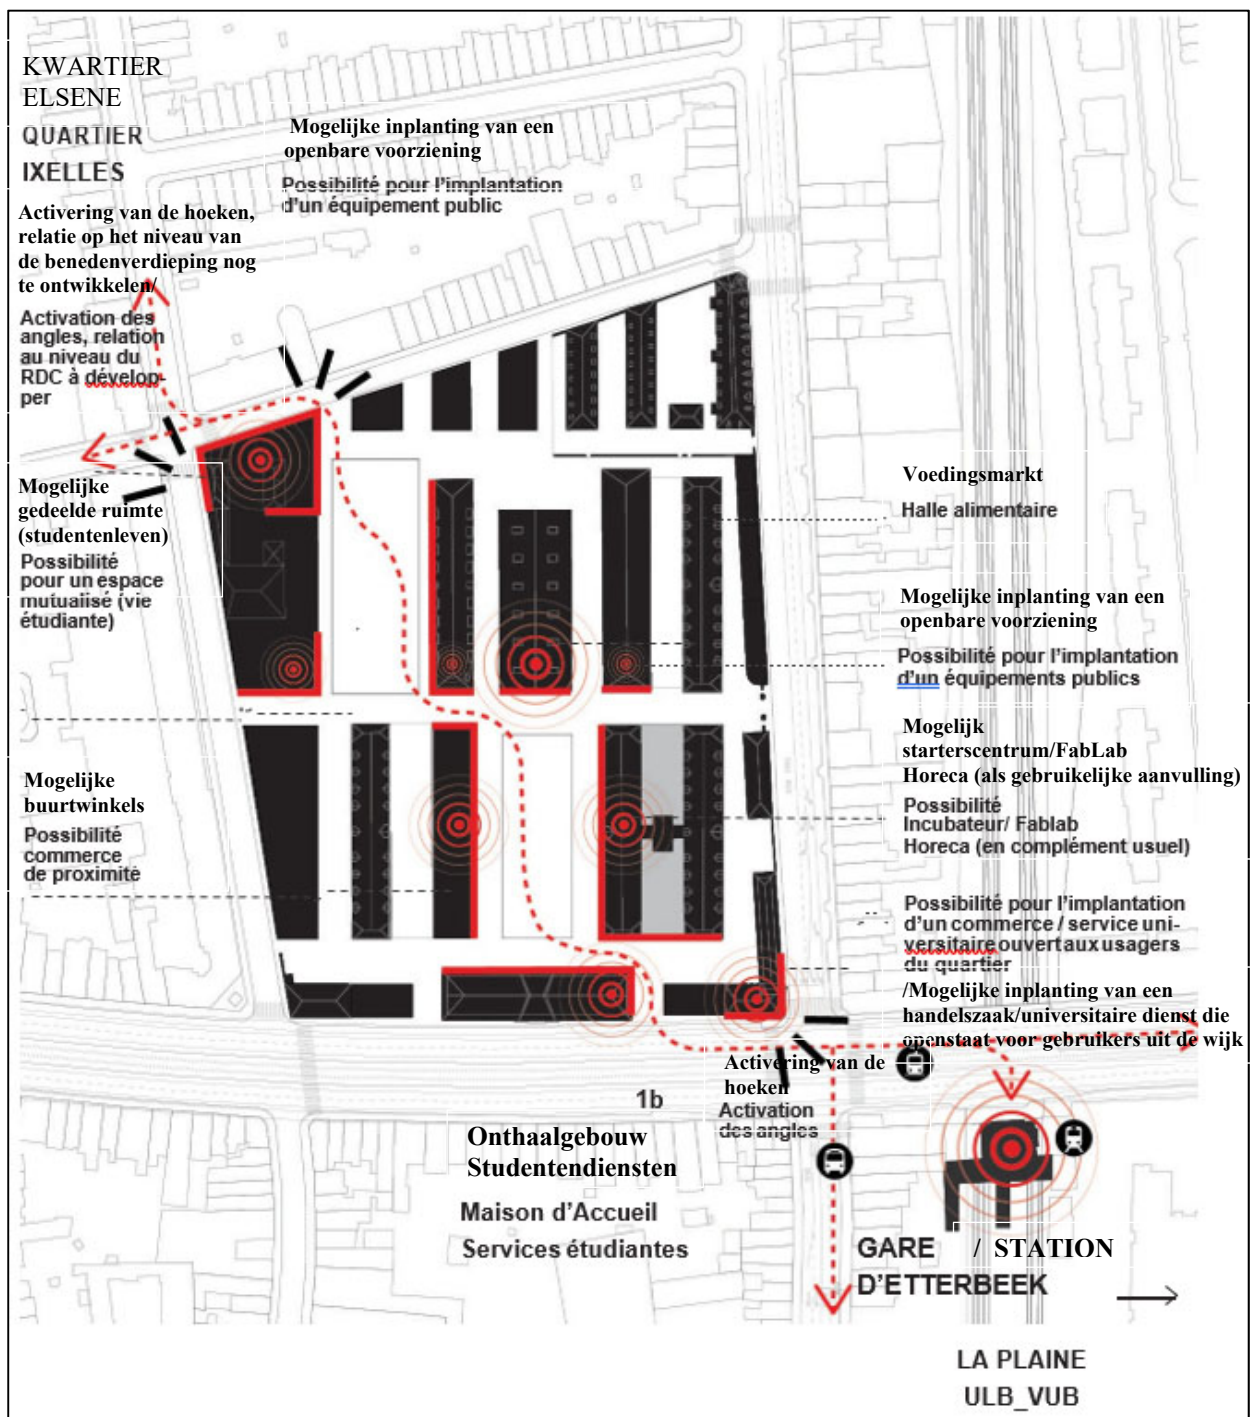 KWARTIER
ELSENE
QUARTIER
IXELLES
Mogelijke inplanting van een
openbare voorziening
Possibilité pour l'implantation
d'un équipement public
Activering van de hoeken,
relatie op het niveau van
de benedenverdieping nog
te ontwikkelen/
Activation des
angles, relation
au niveau du
RDC à dévelop-
per
Mogelijke
gedeelde ruimte
(studentenleven)
Possibilité
pour un espace
mutualisé (vie
étudiante)
Mogelijke
buurtwinkels
Possibilité
commerce
de proximité
Voedingsmarkt
Halle alimentaire
Mogelijke inplanting van een
openbare voorziening
Possibilité pour l'implantation
d'un équipements publics
Mogelijk
starterscentrum/FabLab
Horeca (als gebruikelijke aanvulling)
Possibilité
Incubateur/ Fablab
Horeca (en complément usuel)
Possibilité pour l'implantation
d'un commerce / service uni-
versitaire ouvert aux usagers
du quartier
/Mogelijke inplanting van een
handelszaak/universitaire dienst die
openstaat voor gebruikers uit de wijk
Activering van de
hoeken
Activation
des angles
1b
Onthaalgebouw
Studentendiensten
Maison d'Accueil
Services étudiantes
GARE / STATION
D'ETTERBEEK
LA PLAINE
ULB_VUB